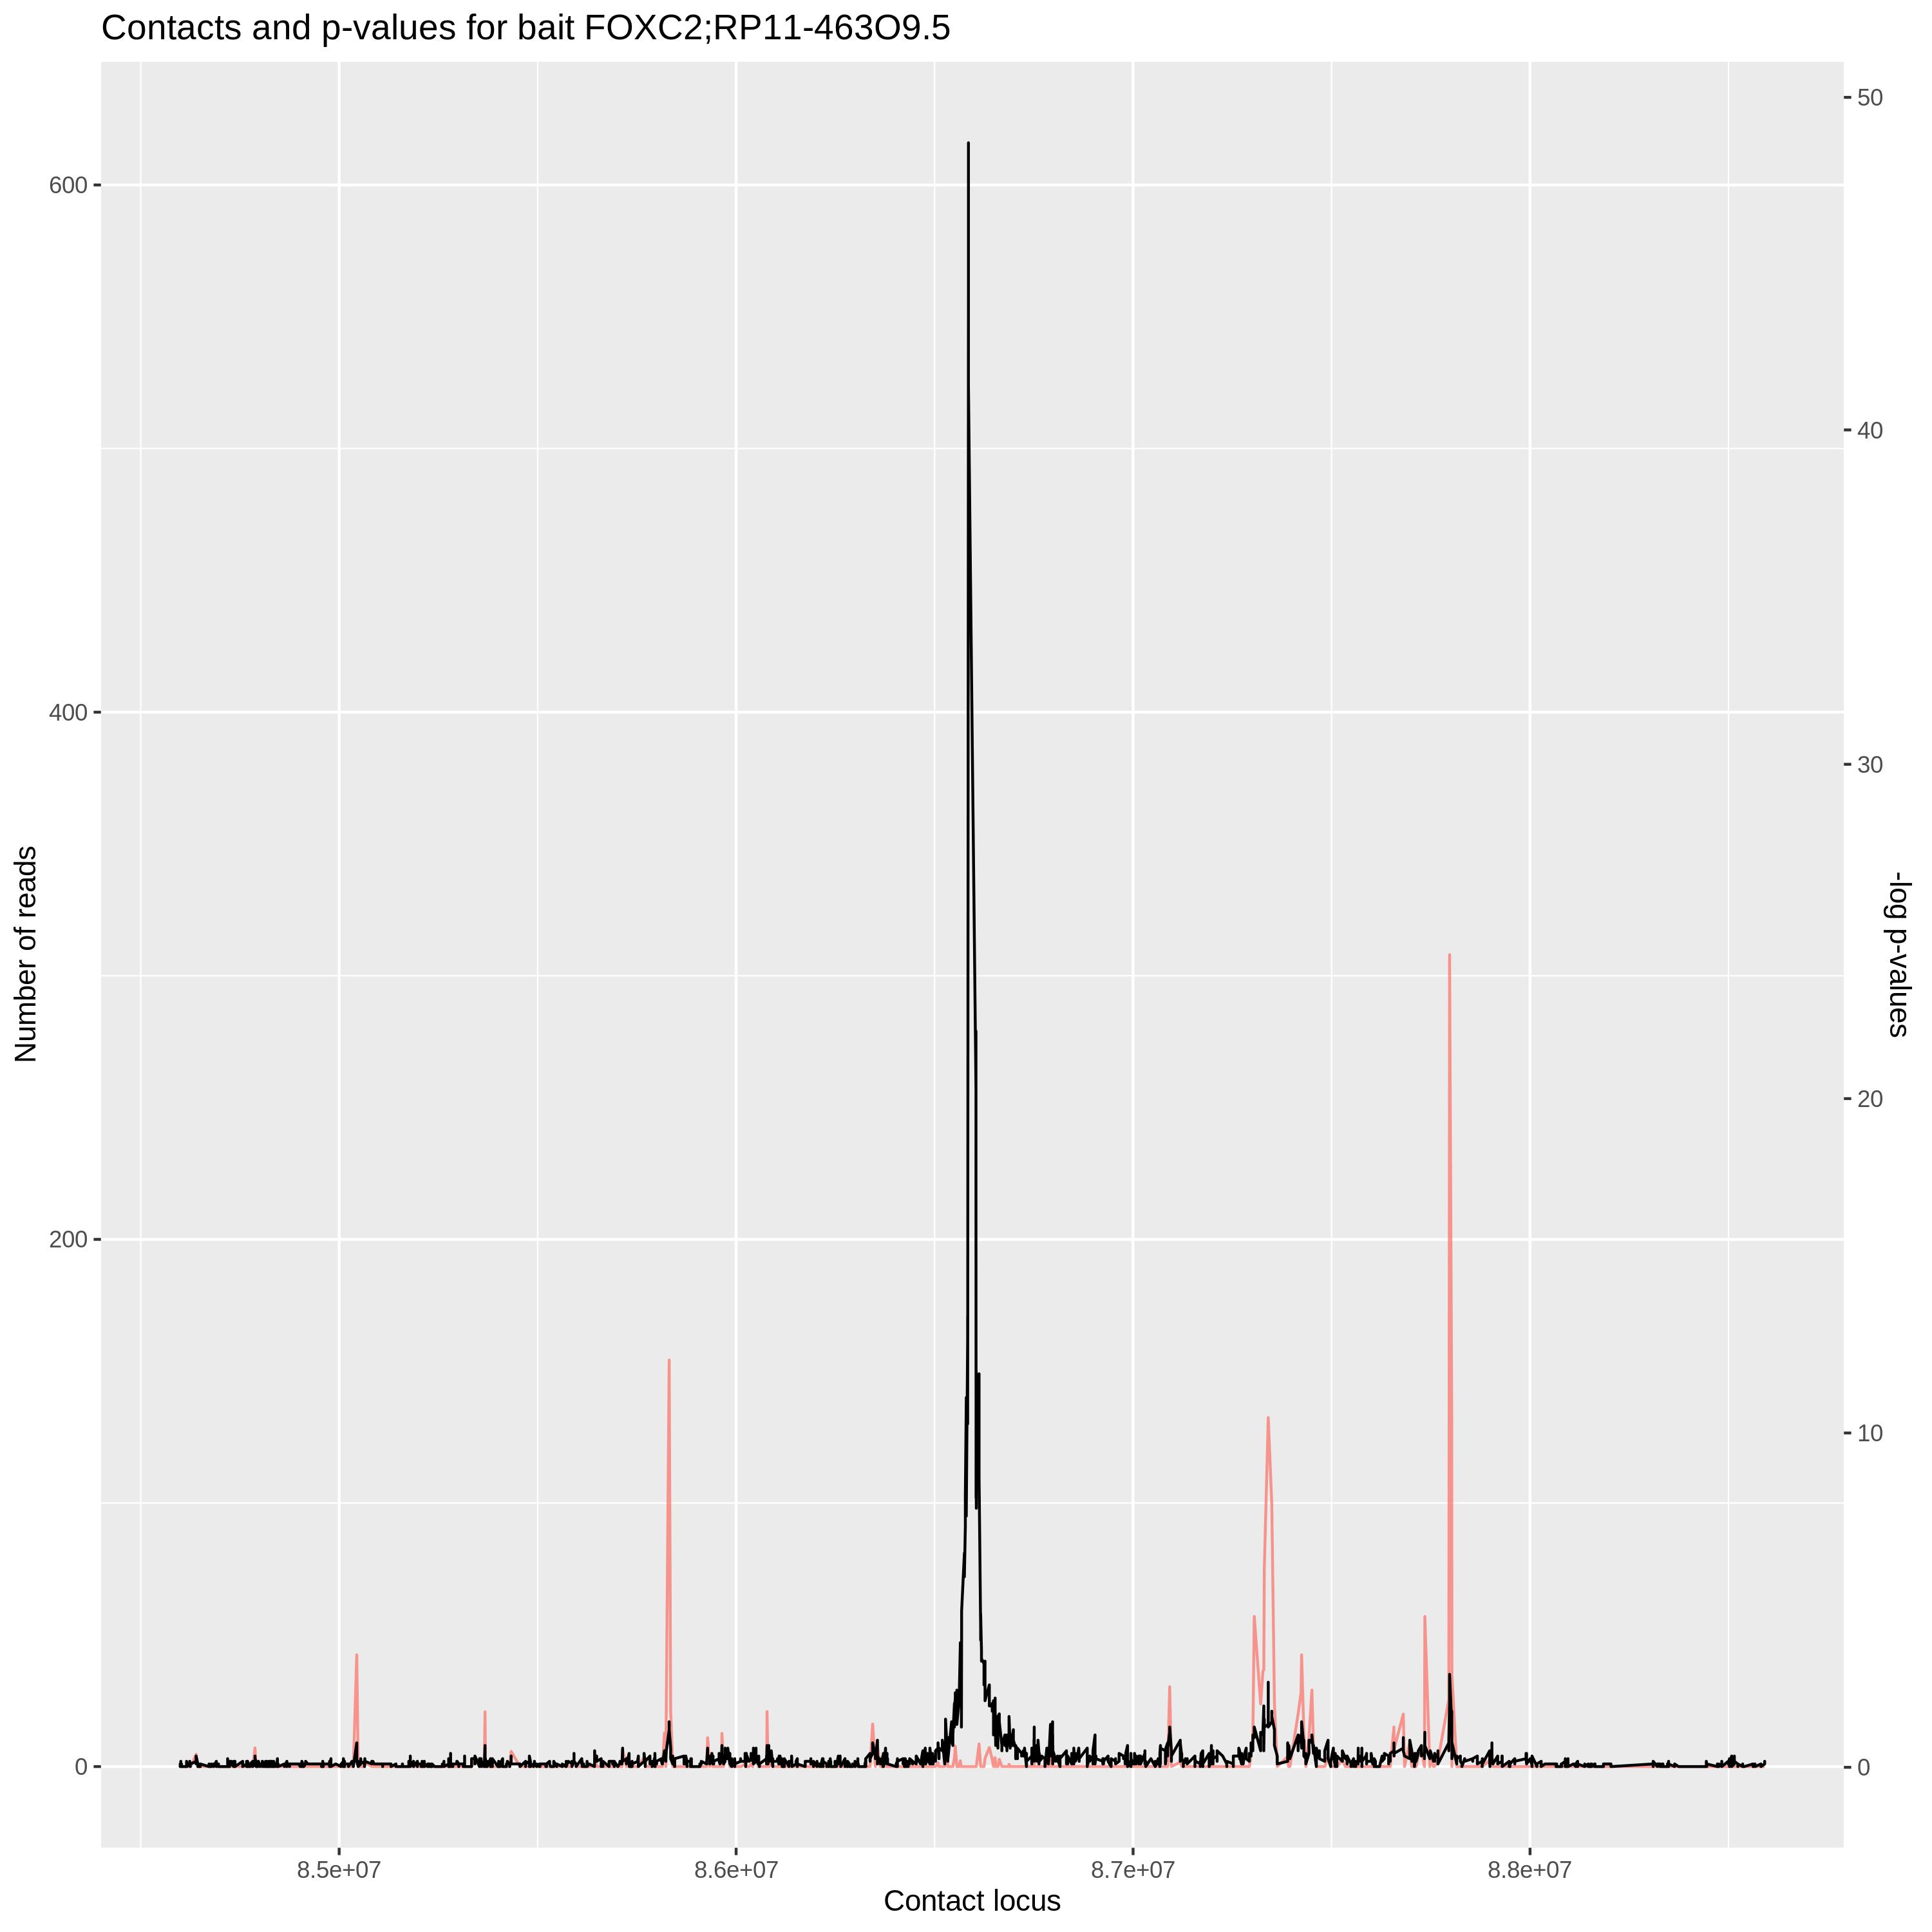 Contacts and p-values for bait FOXC2;RP11-463O9.5
600
400
200
0
Number of reads
50
40
30
20
10
0
-log p-values
8.5e+07 8.6e+07 8.7e+07 8.8e+07
Contact locus